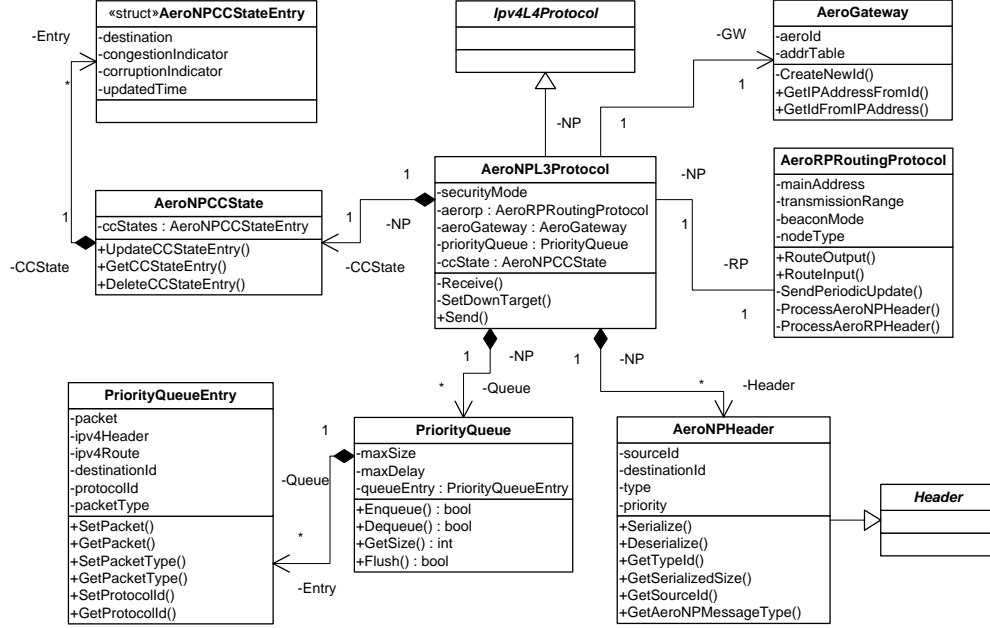 «struct»AeroNPCCStateEntry
-destination
-congestionIndicator
-corruptionIndicator
-updatedTime
-Entry
*
Ipv4L4Protocol
AeroGateway
-aeroId
-addrTable
-CreateNewId()
+GetIPAddressFromId()
+GetIdFromIPAddress()
-GW
1
1
-NP
AeroNPL3Protocol
-securityMode
-aerorp : AeroRPRoutingProtocol
-aeroGateway : AeroGateway
-priorityQueue : PriorityQueue
-ccState : AeroNPCCState
-Receive()
-SetDownTarget()
+Send()
AeroRPRoutingProtocol
-mainAddress
-transmissionRange
-beaconMode
-nodeType
+RouteOutput()
+RouteInput()
-SendPeriodicUpdate()
-ProcessAeroNPHeader()
-ProcessAeroRPHeader()
-NP
1
-RP
1
AeroNPCCState
-ccStates : AeroNPCCStateEntry
+UpdateCCStateEntry()
+GetCCStateEntry()
+DeleteCCStateEntry()
1
-CCState
1
-NP
1
-CCState
1
-NP
*
-Queue
1
-NP
*
-Header
PriorityQueueEntry
-packet
-ipv4Header
-ipv4Route
-destinationId
-protocolId
-packetType
+SetPacket()
+GetPacket()
+SetPacketType()
+GetPacketType()
+SetProtocolId()
+GetProtocolId()
1
-Queue
*
-Entry
PriorityQueue
-maxSize
-maxDelay
-queueEntry : PriorityQueueEntry
+Enqueue() : bool
+Dequeue() : bool
+GetSize() : int
+Flush() : bool
AeroNPHeader
-sourceId
-destinationId
-type
-priority
+Serialize()
+Deserialize()
+GetTypeId()
+GetSerializedSize()
+GetSourceId()
+GetAeroNPMessageType()
Header